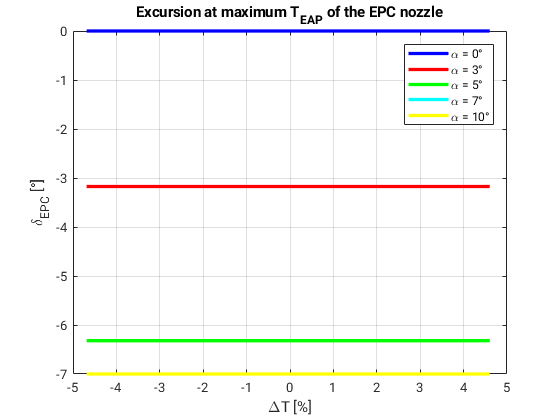 Excursion at maximum T_EAP of the EPC nozzle
0
-1
-2
-3
-4
-5
-6
-7
δ_EPC [°]
α = 0°
α = 3°
α = 5°
α = 7°
α = 10°
-5 -4 -3 -2 -1 0 1 2 3 4 5
ΔT [%]